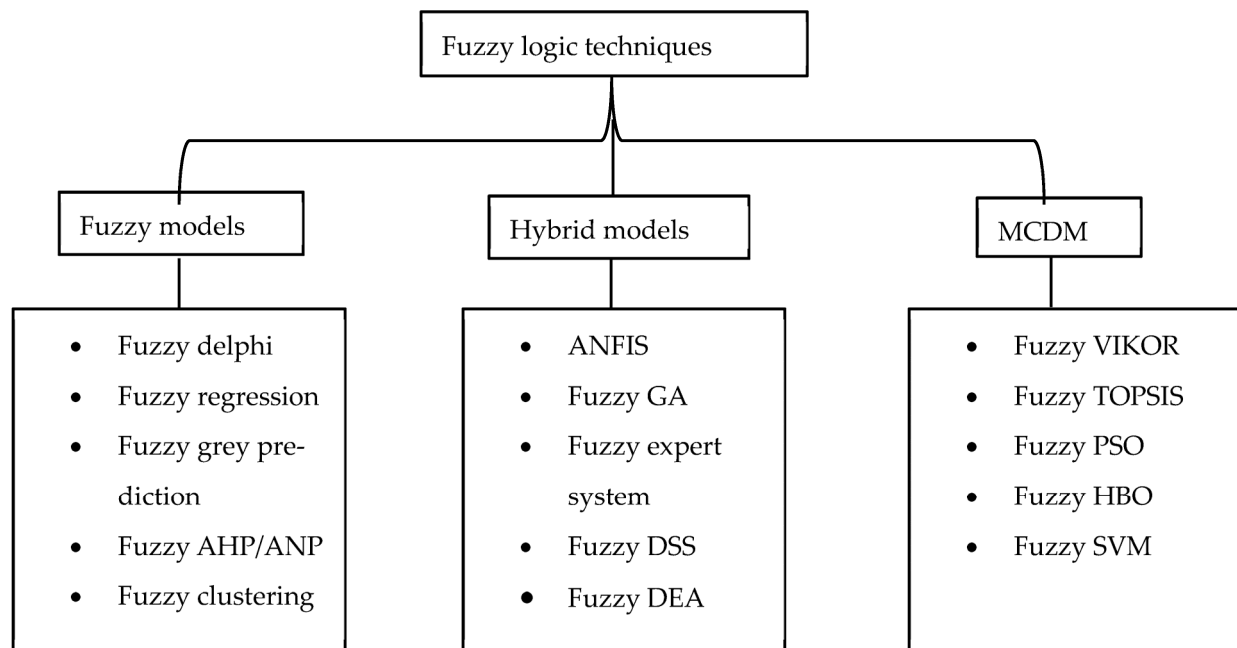 Fuzzy logic techniques
Fuzzy models
Hybrid models
MCDM
• Fuzzy delphi
• Fuzzy regression
• Fuzzy grey pre-
diction
• Fuzzy AHP/ANP
• Fuzzy clustering
• ANFIS
• Fuzzy GA
• Fuzzy expert
system
• Fuzzy DSS
• Fuzzy DEA
• Fuzzy VIKOR
• Fuzzy TOPSIS
• Fuzzy PSO
• Fuzzy HBO
• Fuzzy SVM